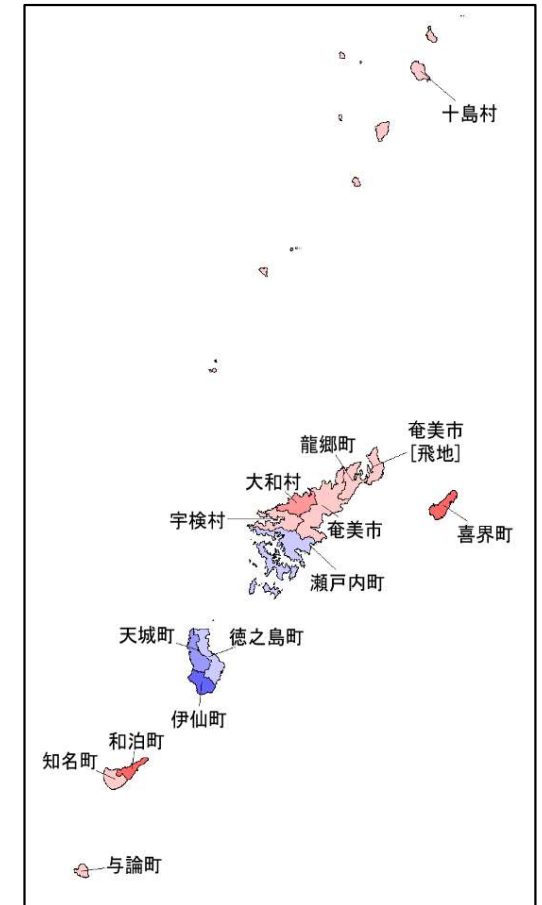 十島村
奄美市
[飛地]
龍郷町
大和村
宇検村
奄美市
喜界町
瀬戸内町
天城町
徳之島町
伊仙町
和泊町
知名町
与論町